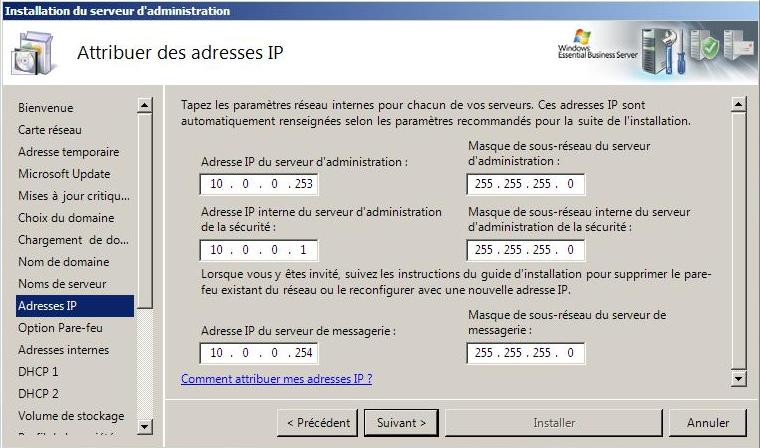 Installation du serveur d'administration
Attribuer des adresses IP
Windows
Essential Business Server
Bienvenue
Carte réseau
Adresse temporaire
Microsoft Update
Mises à jour critiqu...
Choix du domaine
Chargement de do...
Nom de domaine
Noms de serveur
Adresses IP
Option Pare-feu
Adresses internes
DHCP 1
DHCP 2
Volume de stockage
Tapez les paramètres réseau internes pour chacun de vos serveurs. Ces adresses IP sont
automatiquement renseignées selon les paramètres recommandés pour la suite de l'installation.
Adresse IP du serveur d'administration :
10 . 0 . 0 . 253
Masque de sous-réseau du serveur
d'administration :
255 . 255 . 255 . 0
Adresse IP interne du serveur d'administration
de la sécurité :
10 . 0 . 0 . 1
Masque de sous-réseau interne du serveur
d'administration de la sécurité :
255 . 255 . 255 . 0
Lorsque vous y êtes invité, suivez les instructions du guide d'installation pour supprimer le pare-
feu existant du réseau ou le reconfigurer avec une nouvelle adresse IP.
Adresse IP du serveur de messagerie :
10 . 0 . 0 . 254
Masque de sous-réseau du serveur de
messagerie :
255 . 255 . 255 . 0
Comment attribuer mes adresses IP ?
< Précédent
Suivant >
Installer
Annuler